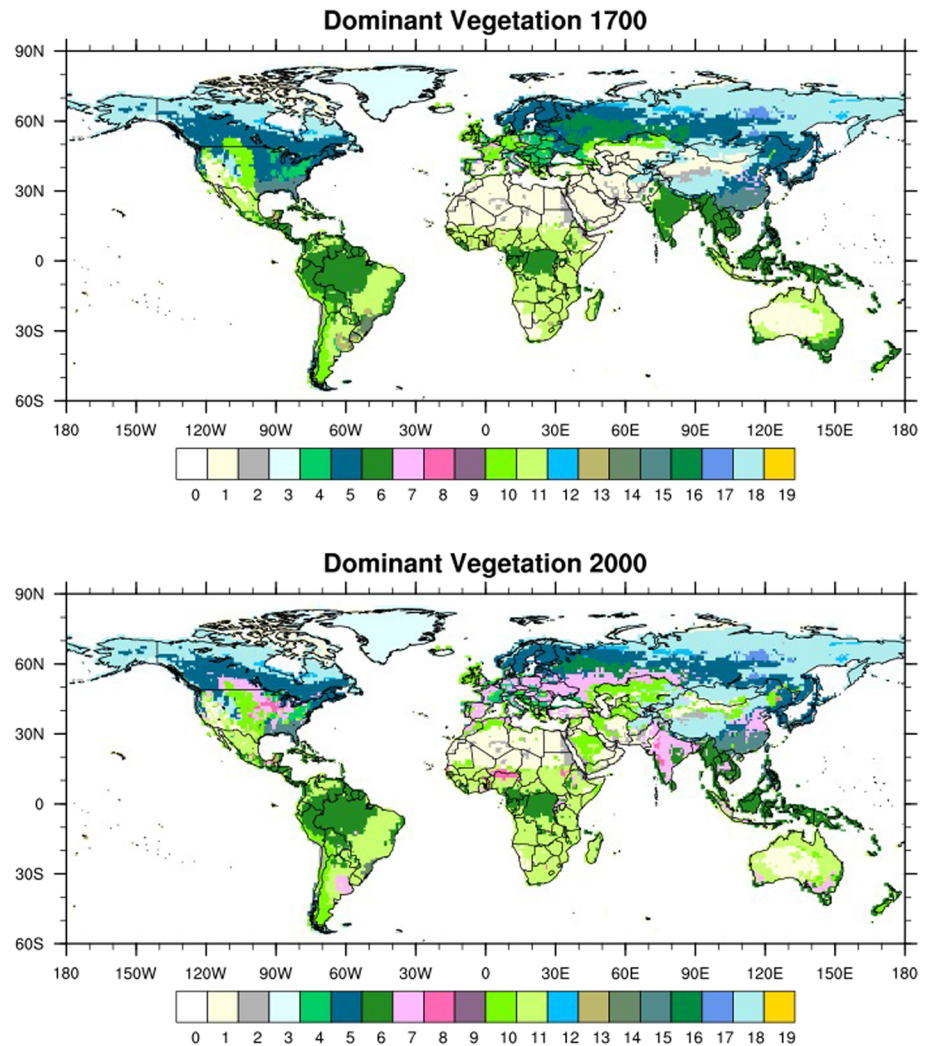 Dominant Vegetation 1700
90N
60N
30N
0
30S
60S
180 150W 120W 90W 60W 30W 0 30E 60E 90E 120E 150E 180
0 1 2 3 4 5 6 7 8 9 10 11 12 13 14 15 16 17 18 19
Dominant Vegetation 2000
90N
60N
30N
0
30S
60S
180 150W 120W 90W 60W 30W 0 30E 60E 90E 120E 150E 180
0 1 2 3 4 5 6 7 8 9 10 11 12 13 14 15 16 17 18 19